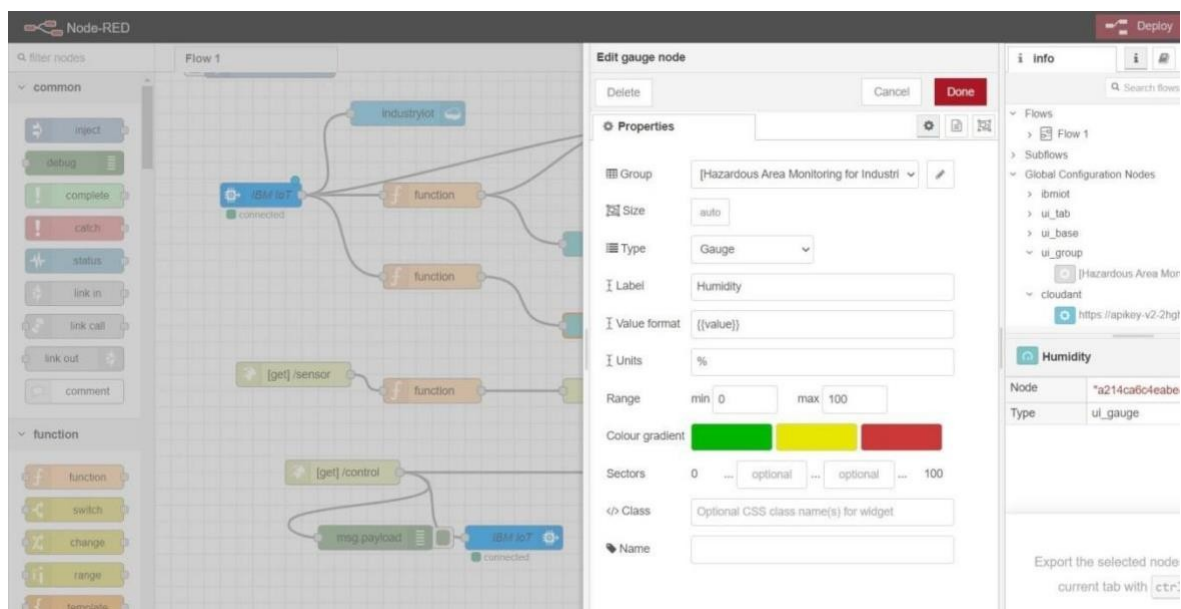 Node-RED
Deploy
filter nodes
Flow 1
common
inject
debug
complete
catch
status
link in
link call
link out
comment
function
function
switch
change
range
template
industryIot
IBM IoT
connected
function
function
[get] /sensor
function
[get] /control
msg.payload
IBM IoT
connected
Edit gauge node
Delete
Cancel
Done
Properties
Group
[Hazardous Area Monitoring for Industri
Size
auto
Type
Gauge
Label
Humidity
Value format
{{value}}
Units
%
Range
min 0
max 100
Colour gradient
Sectors
0 ... optional ... optional ... 100
</> Class
Optional CSS class name(s) for widget
Name
i info
i
Search flows
Flows
Flow 1
Subflows
Global Configuration Nodes
ibmiot
ui_tab
ui_base
ui_group
[Hazardous Area Mon
cloudant
https://apikey-v2-2hgh
Humidity
Node
"a214ca6c4eabe
Type
ui_gauge
Export the selected node
current tab with ctrl